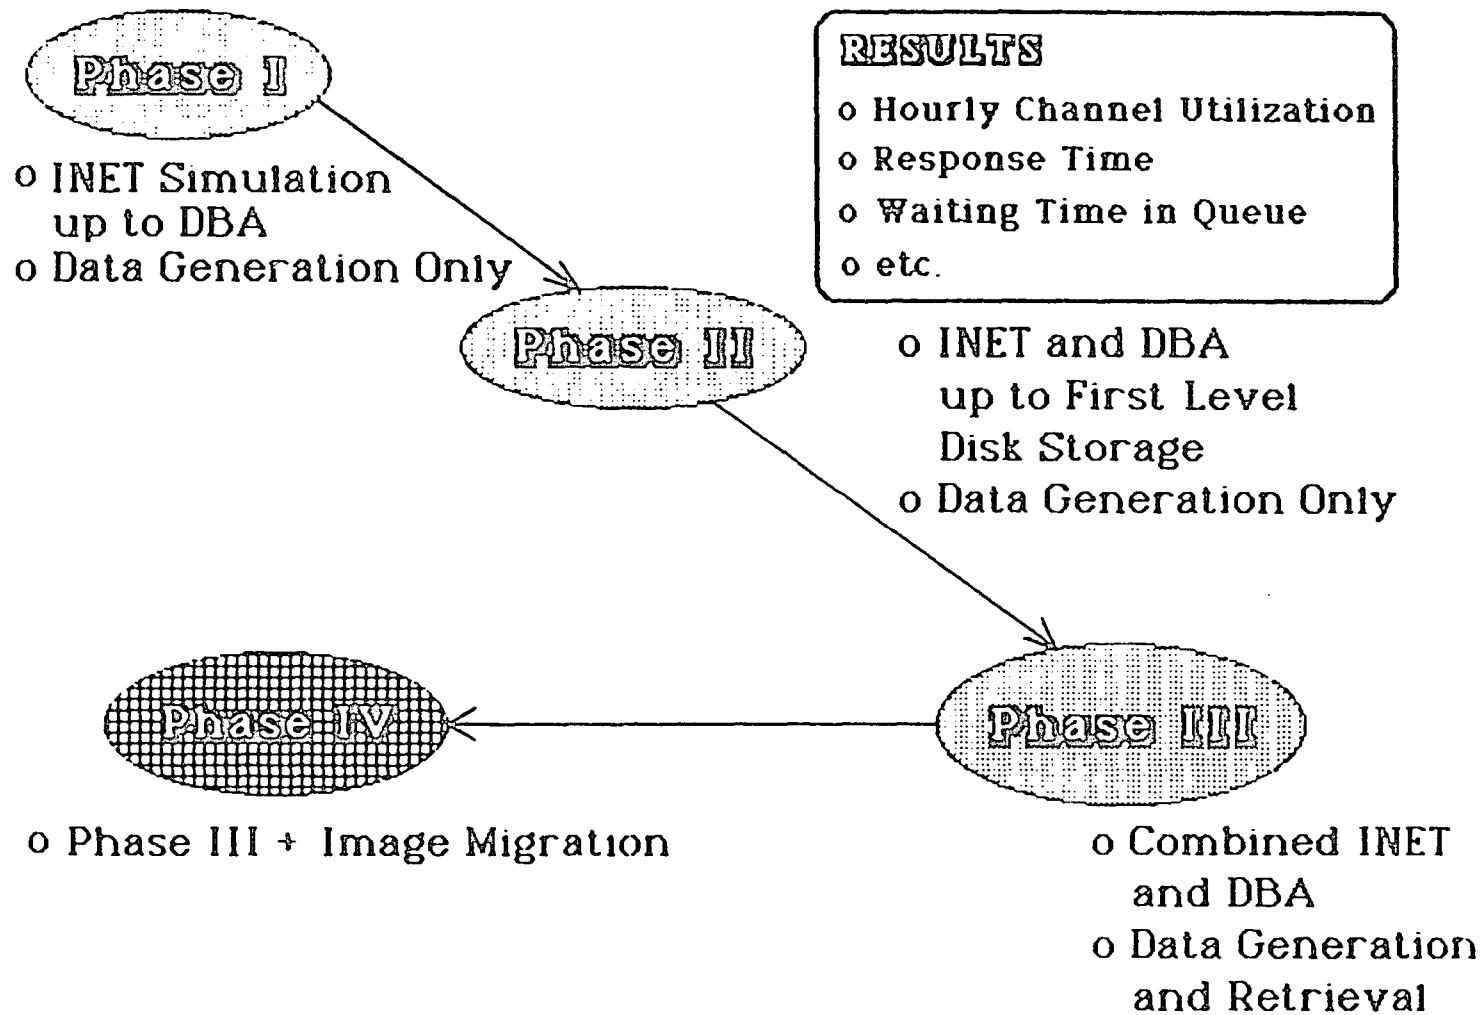 Phase I
o INET Simulation
up to DBA
o Data Generation Only
RESULTS
o Hourly Channel Utilization
o Response Time
o Waiting Time in Queue
o etc.
Phase II
o INET and DBA
up to First Level
Disk Storage
o Data Generation Only
Phase IV
o Phase III + Image Migration
Phase III
o Combined INET
and DBA
o Data Generation
and Retrieval